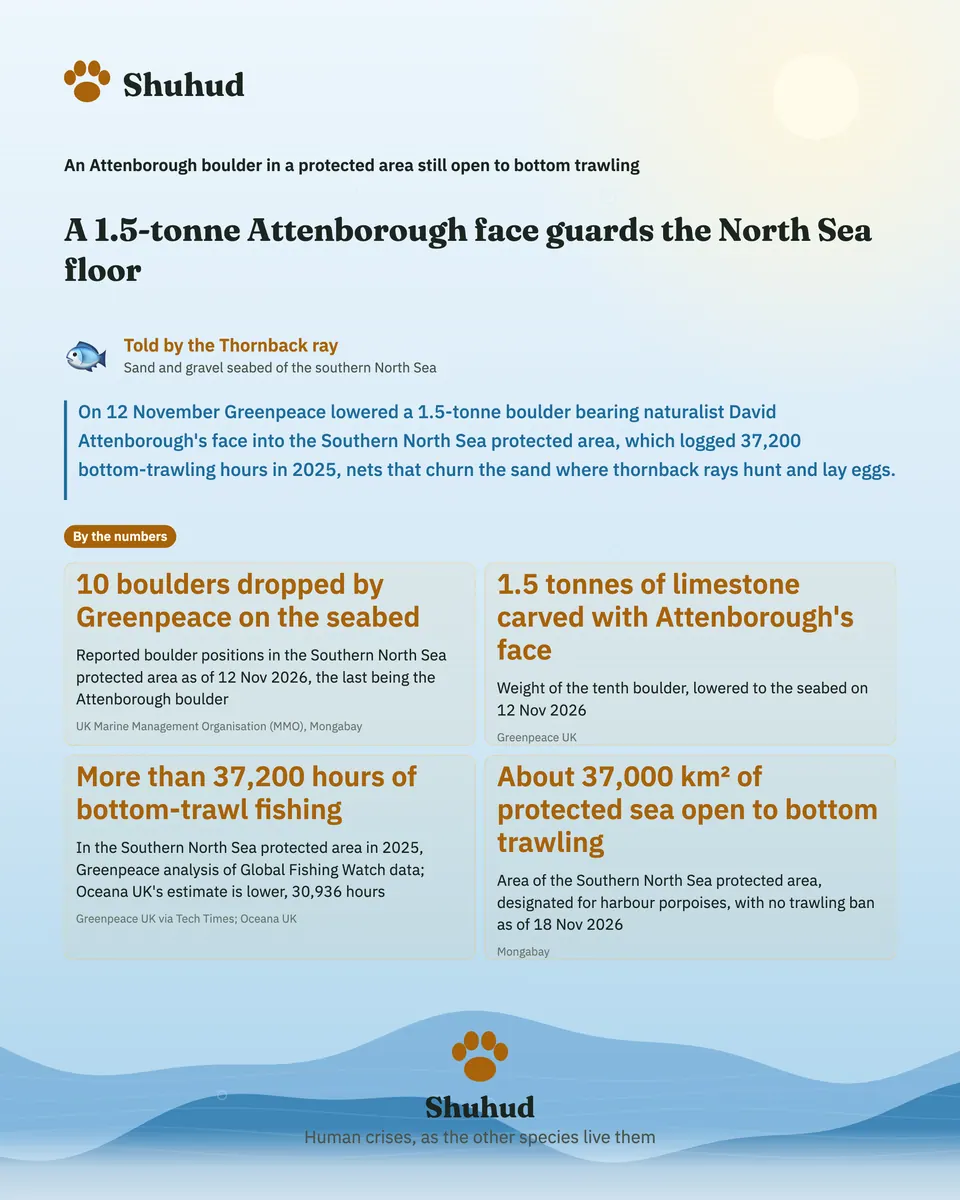 Shuhud
An Attenborough boulder in a protected area still open to bottom trawling
A 1.5-tonne Attenborough face guards the North Sea
floor
Told by the Thornback ray
Sand and gravel seabed of the southern North Sea
On 12 November Greenpeace lowered a 1.5-tonne boulder bearing naturalist David
Attenborough's face into the Southern North Sea protected area, which logged 37,200
bottom-trawling hours in 2025, nets that churn the sand where thornback rays hunt and lay eggs.
By the numbers
10 boulders dropped by
Greenpeace on the seabed
Reported boulder positions in the Southern North Sea
protected area as of 12 Nov 2026, the last being the
Attenborough boulder
UK Marine Management Organisation (MMO), Mongabay
1.5 tonnes of limestone
carved with Attenborough's
face
Weight of the tenth boulder, lowered to the seabed on
12 Nov 2026
Greenpeace UK
More than 37,200 hours of
bottom-trawl fishing
In the Southern North Sea protected area in 2025,
Greenpeace analysis of Global Fishing Watch data;
Oceana UK's estimate is lower, 30,936 hours
Greenpeace UK via Tech Times; Oceana UK
About 37,000 km² of
protected sea open to bottom
trawling
Area of the Southern North Sea protected area,
designated for harbour porpoises, with no trawling ban
as of 18 Nov 2026
Mongabay
Shuhud
Human crises, as the other species live them